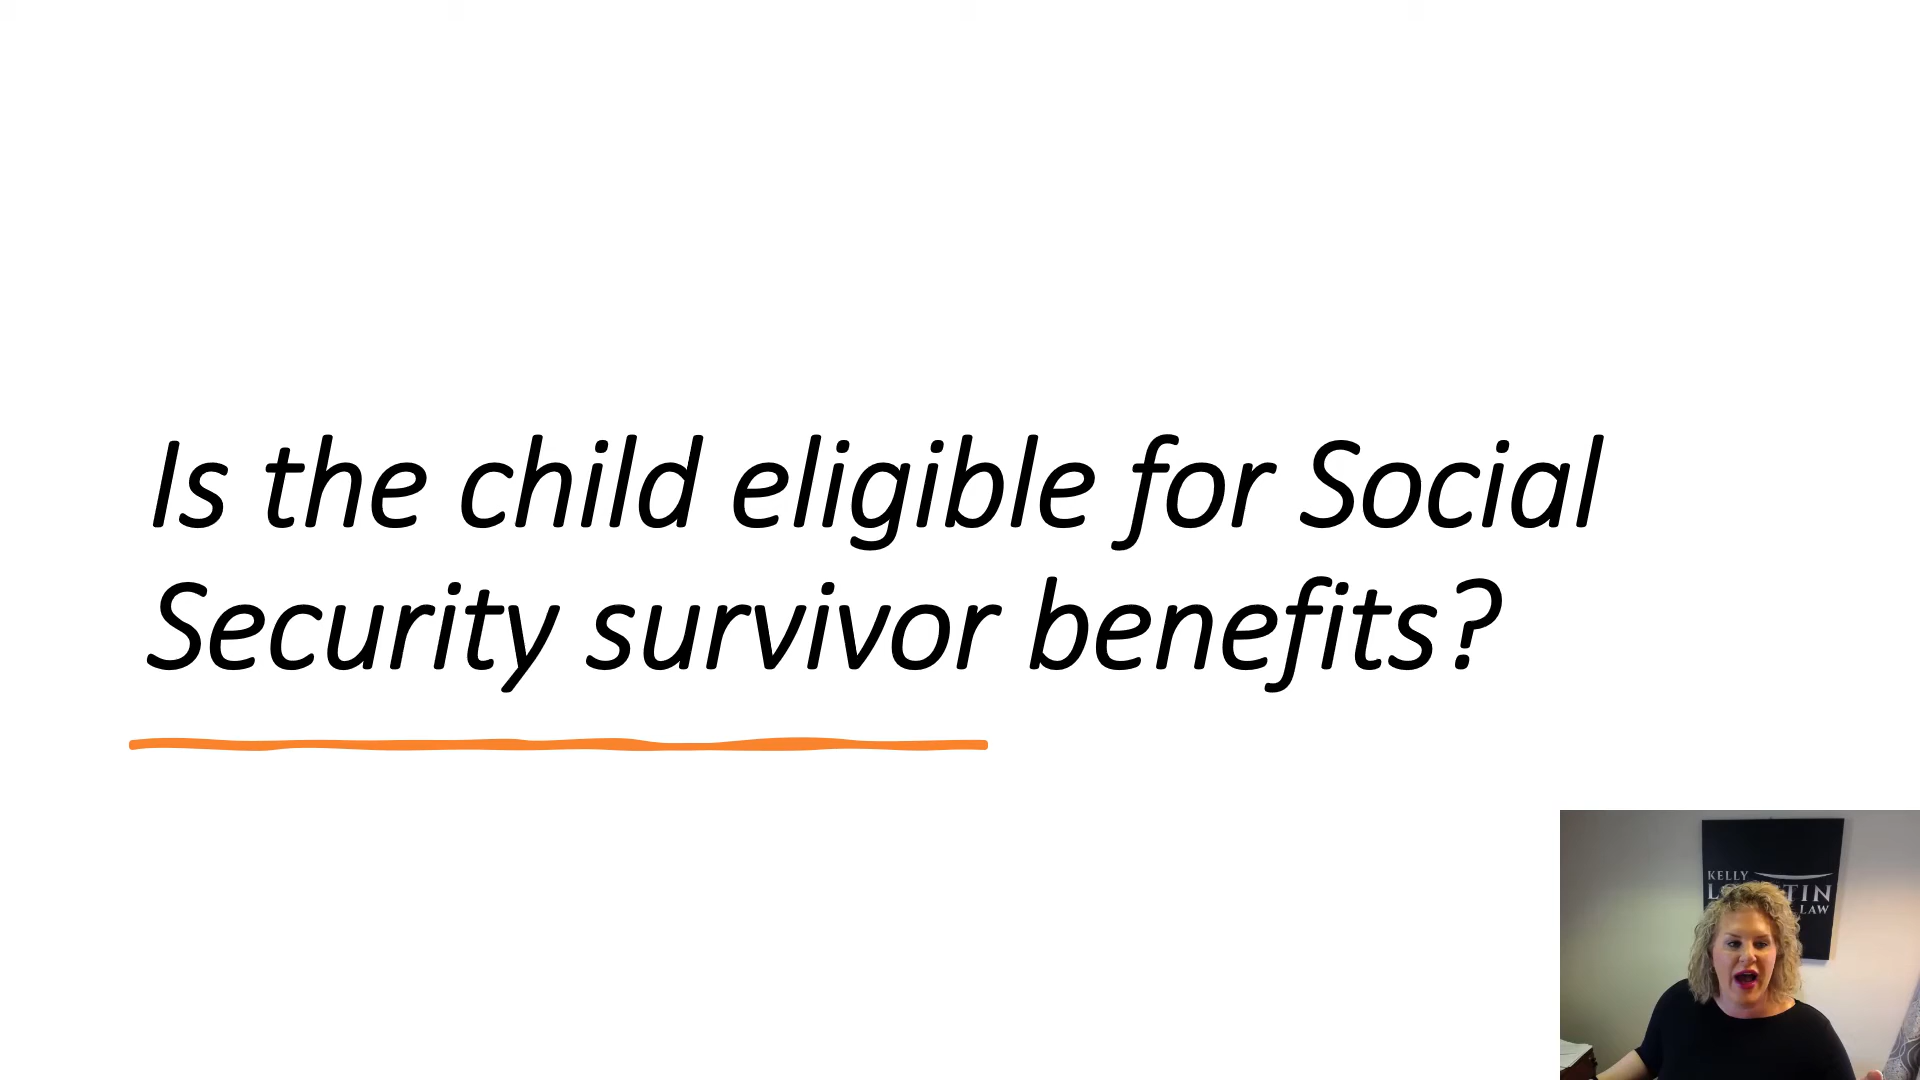 Is the child eligible for Social
Security survivor benefits?
KELLY
LAW